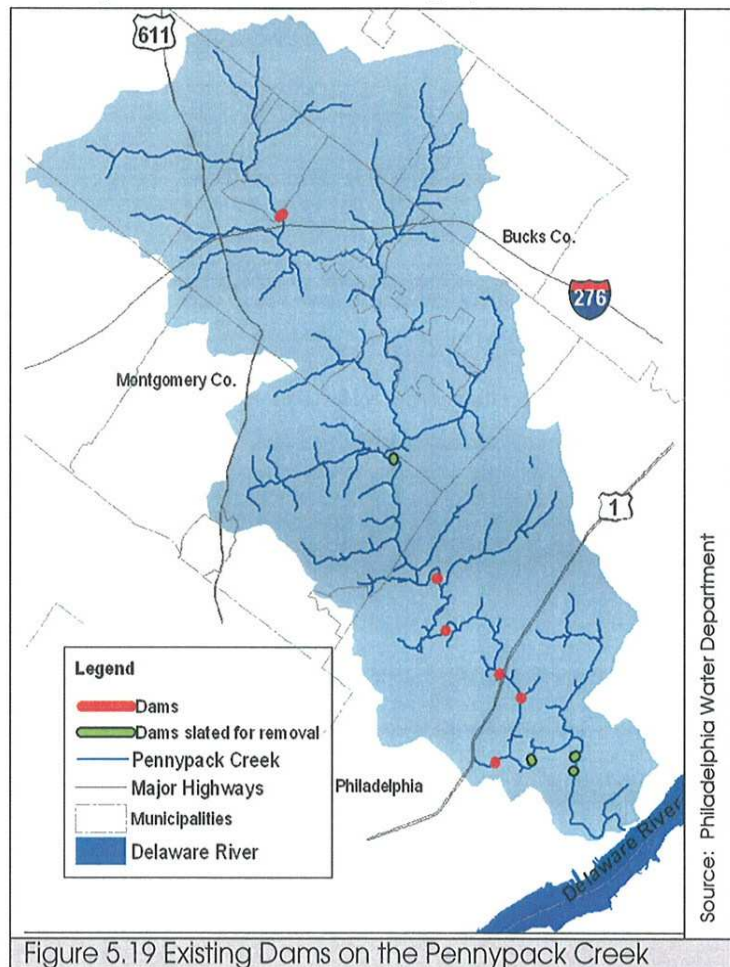 611
Bucks Co.
276
Montgomery Co.
1
Legend
Dams
Dams slated for removal
Pennypack Creek
Major Highways
Municipalities
Delaware River
Philadelphia
Delaware River
Source: Philadelphia Water Department
Figure 5.19 Existing Dams on the Pennypack Creek